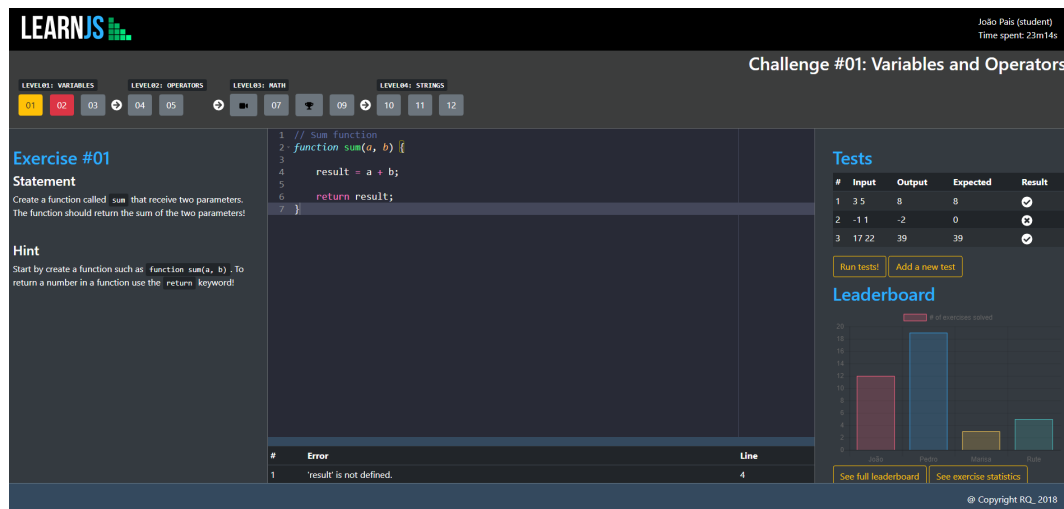 LEARNJS
João Pais (student)
Time spent: 23m14s
Challenge #01: Variables and Operators
LEVEL01: VARIABLES LEVEL02: OPERATORS LEVEL03: MATH LEVEL04: STRINGS
01 02 03 04 05 07 09 10 11 12
Exercise #01
Statement
Create a function called sum that receive two parameters.
The function should return the sum of the two parameters!
Hint
Start by create a function such as function sum(a, b) . To
return a number in a function use the return keyword!
1 // Sum function
2 function sum(a, b) {
3
4 result = a + b;
5
6 return result;
7 }
# Error Line
1 'result' is not defined. 4
Tests
# Input Output Expected Result
1 3 5 8 8
2 -1 1 -2 0
3 17 22 39 39
Run tests! Add a new test
Leaderboard
# of exercises solved
20
18
16
14
12
10
8
6
4
2
0
João Pedro Marisa Rute
See full leaderboard See exercise statistics
@ Copyright RQ_ 2018